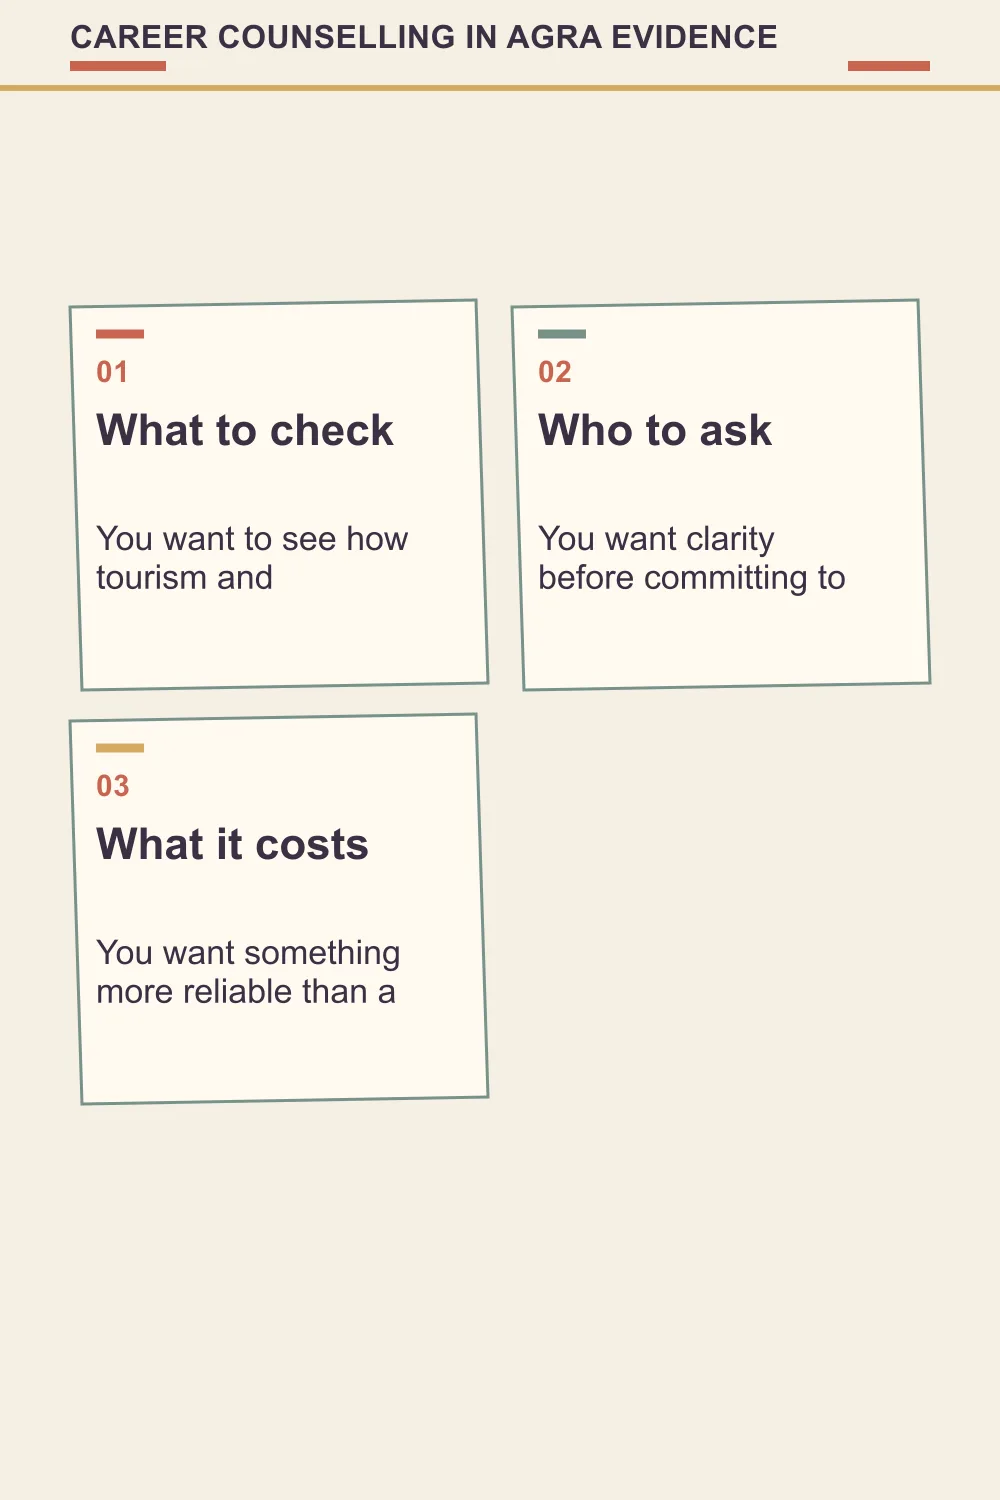 CAREER COUNSELLING IN AGRA EVIDENCE
01
What to check
You want to see how
tourism and
02
Who to ask
You want clarity
before committing to
03
What it costs
You want something
more reliable than a